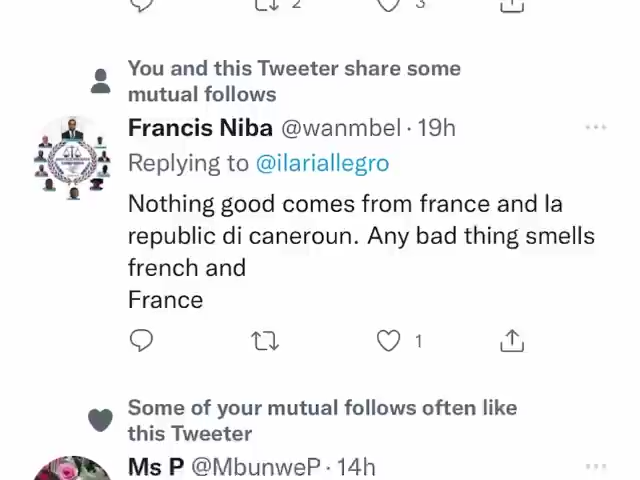 2 3
You and this Tweeter share some
mutual follows
Francis Niba @wanmbel · 19h
Replying to @ilariallegro
Nothing good comes from france and la
republic di caneroun. Any bad thing smells
french and
France
1
Some of your mutual follows often like
this Tweeter
Ms P @MbunweP · 14h